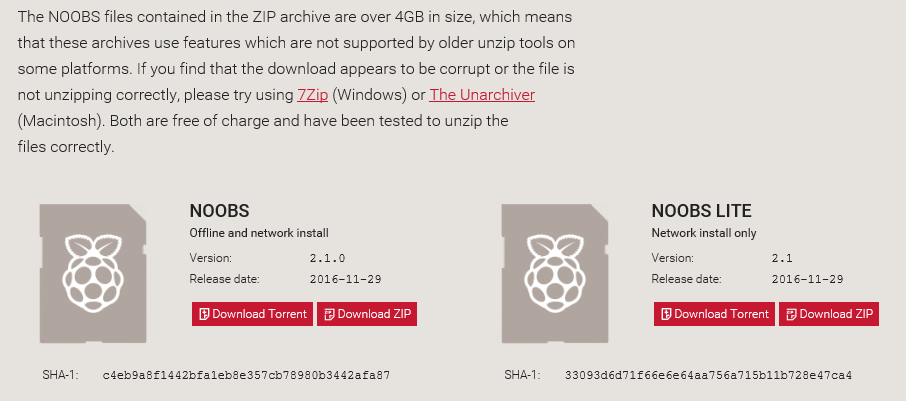 The NOOBS files contained in the ZIP archive are over 4GB in size, which means
that these archives use features which are not supported by older unzip tools on
some platforms. If you find that the download appears to be corrupt or the file is
not unzipping correctly, please try using 7Zip (Windows) or The Unarchiver
(Macintosh). Both are free of charge and have been tested to unzip the
files correctly.
NOOBS
Offline and network install
Version: 2.1.0
Release date: 2016-11-29
Download Torrent Download ZIP
SHA-1: c4eb9a8f1442bfa1eb8e357cb78980b3442afa87
NOOBS LITE
Network install only
Version: 2.1
Release date: 2016-11-29
Download Torrent Download ZIP
SHA-1: 33093d6d71f66e6e64aa756a715b11b728e47ca4